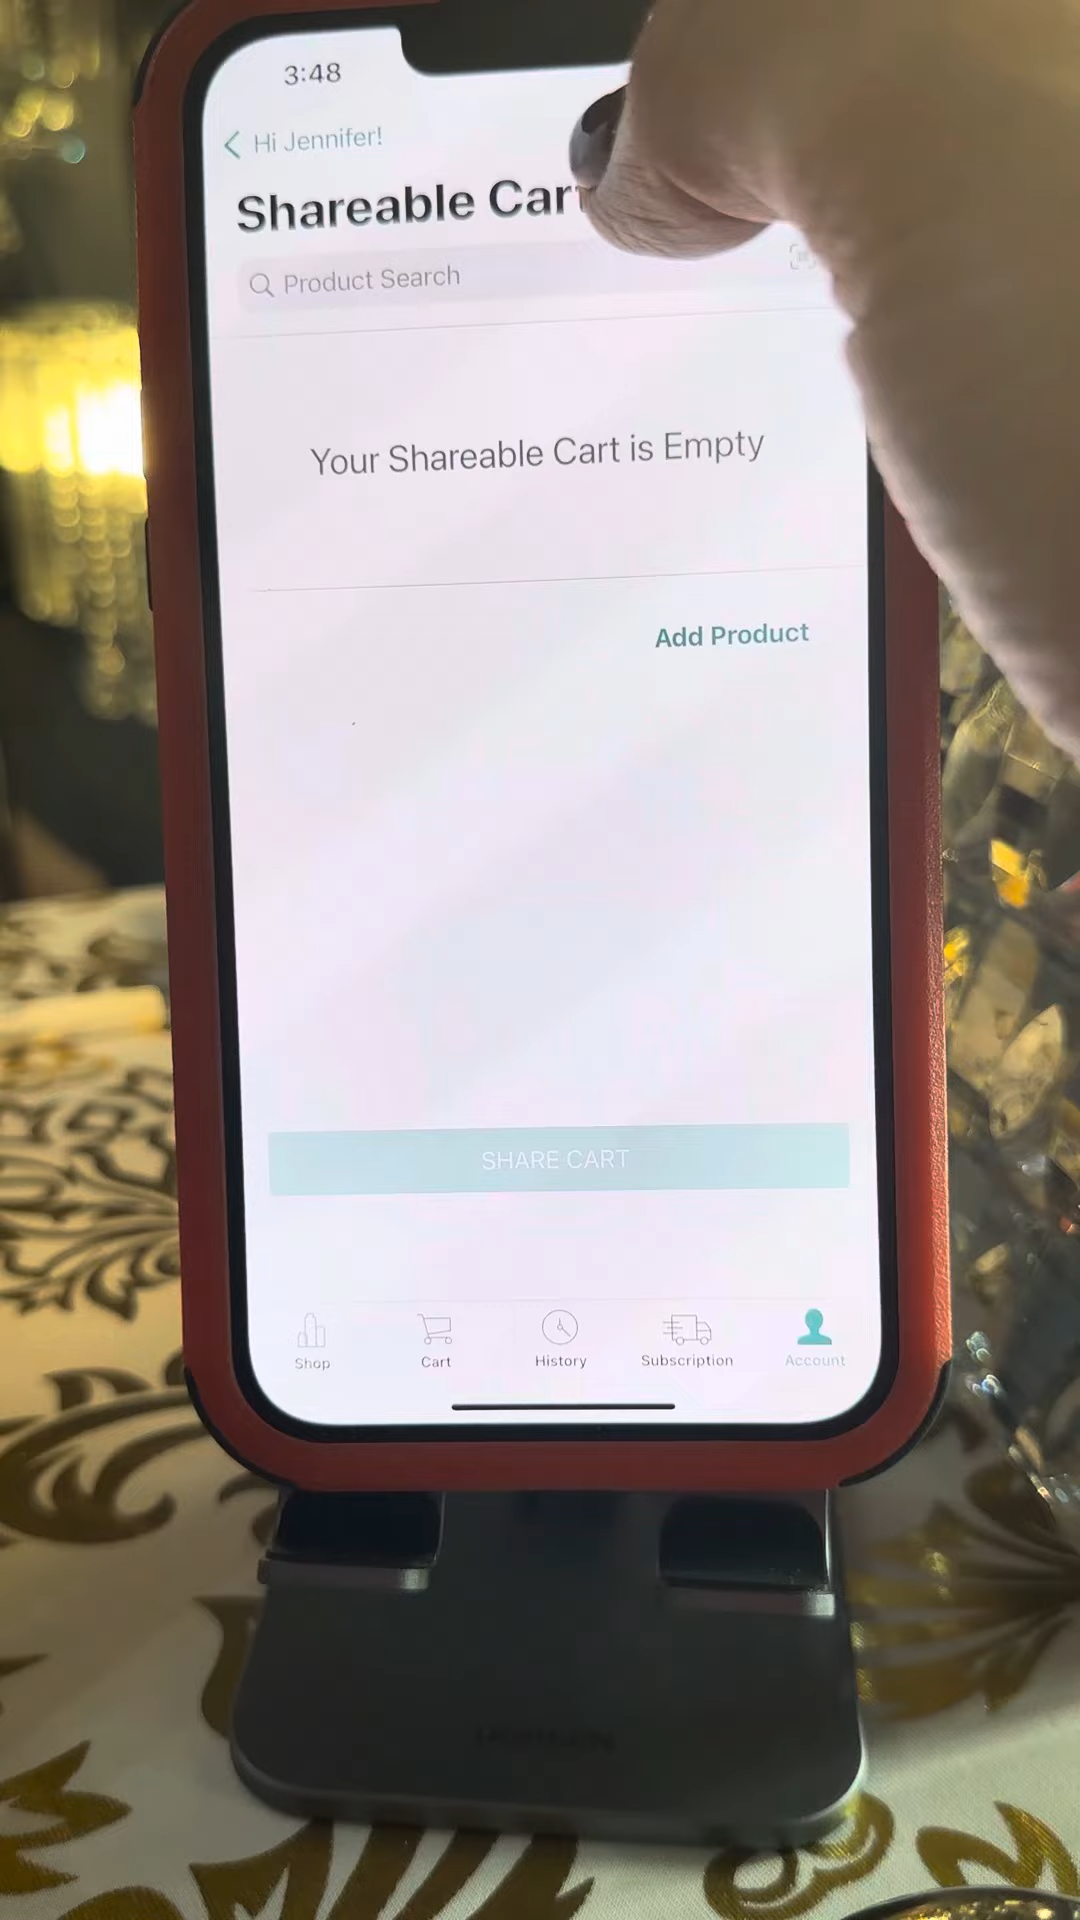 3:48
Hi Jennifer!
Shareable Cart
Product Search
Your Shareable Cart is Empty
Add Product
SHARE CART
Shop
Cart
History
Subscription
Account